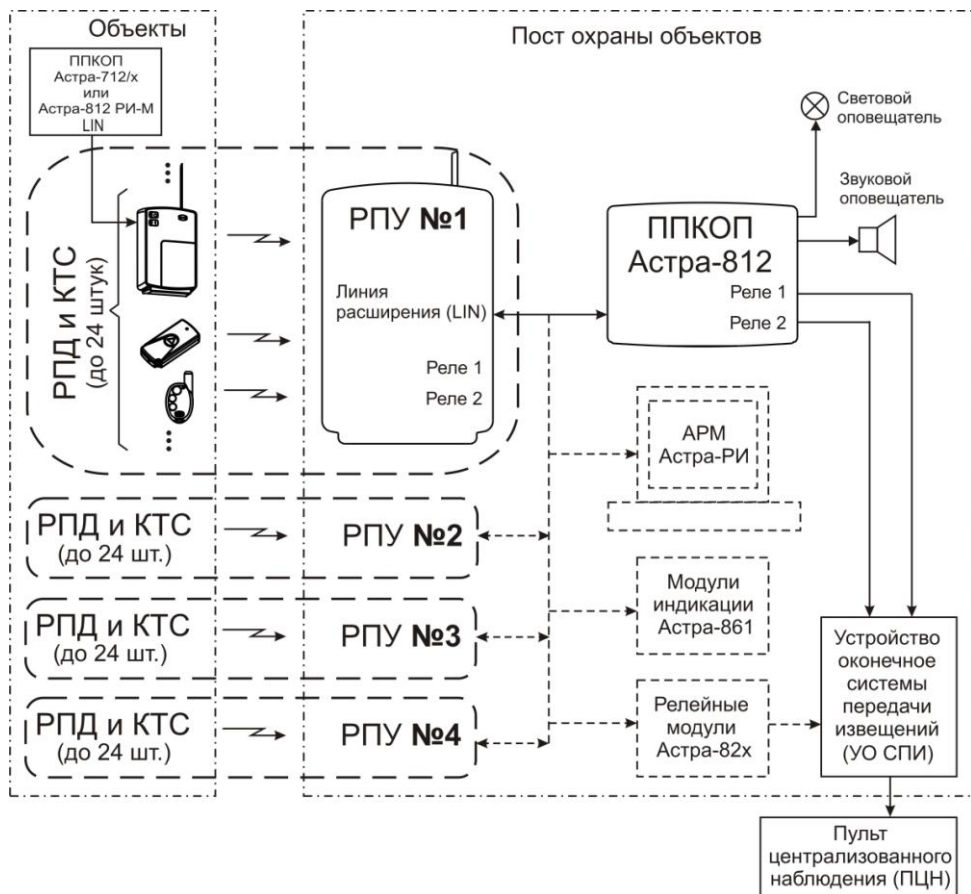 Объекты
ППКОП
Астра-712/х
или
Астра-812 РИ-М
LIN
РПД и КТС
(до 24 штук)
Пост охраны объектов
РПУ №1
Линия
расширения (LIN)
Реле 1
Реле 2
ППКОП
Астра-812
Реле 1
Реле 2
Световой
оповещатель
Звуковой
оповещатель
АРМ
Астра-РИ
РПД и КТС
(до 24 шт.)
РПУ №2
РПД и КТС
(до 24 шт.)
РПУ №3
РПД и КТС
(до 24 шт.)
РПУ №4
Модули
индикации
Астра-861
Релейные
модули
Астра-82х
Устройство
оконечное
системы
передачи
извещений
(УО СПИ)
Пульт
централизованного
наблюдения (ПЦН)